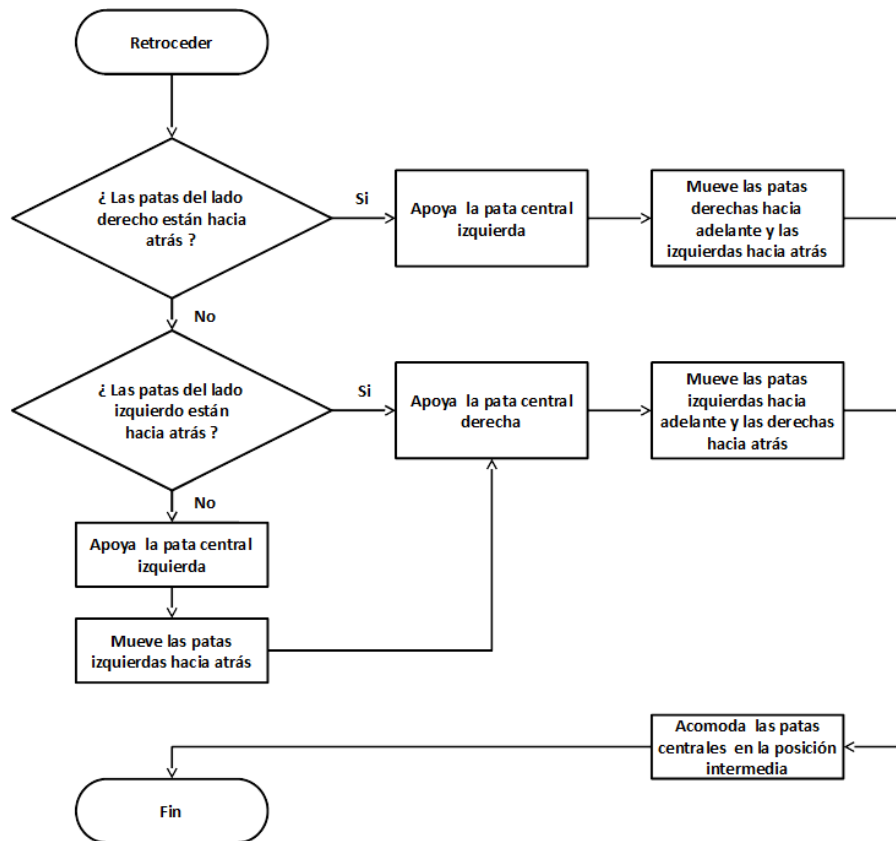 Retroceder
¿ Las patas del lado
derecho están hacia
atrás ?
Si
Apoya la pata central
izquierda
Mueve las patas
derechas hacia
adelante y las
izquierdas hacia atrás
No
¿ Las patas del lado
izquierdo están
hacia atrás ?
Si
Apoya la pata central
derecha
Mueve las patas
izquierdas hacia
adelante y las derechas
hacia atrás
No
Apoya la pata central
izquierda
Mueve las patas
izquierdas hacia atrás
Acomoda las patas
centrales en la posición
intermedia
Fin